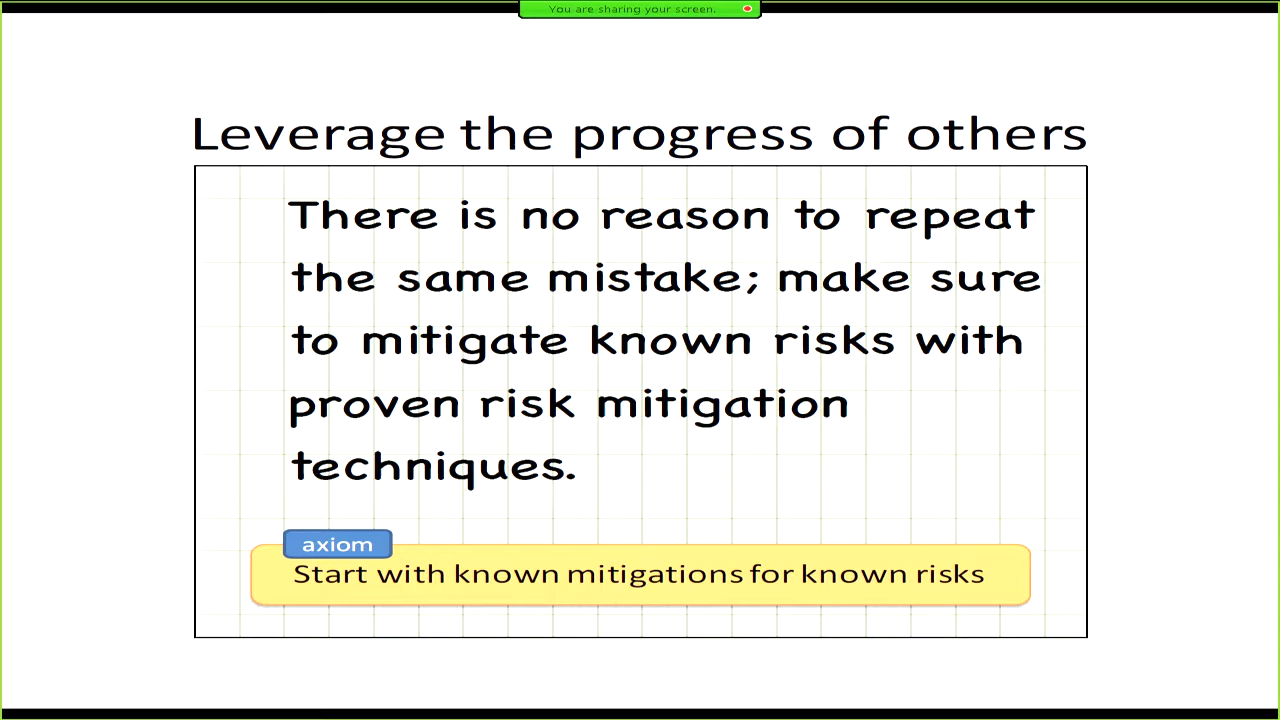 You are sharing your screen.
Leverage the progress of others
There is no reason to repeat
the same mistake; make sure
to mitigate known risks with
proven risk mitigation
techniques.
axiom
Start with known mitigations for known risks